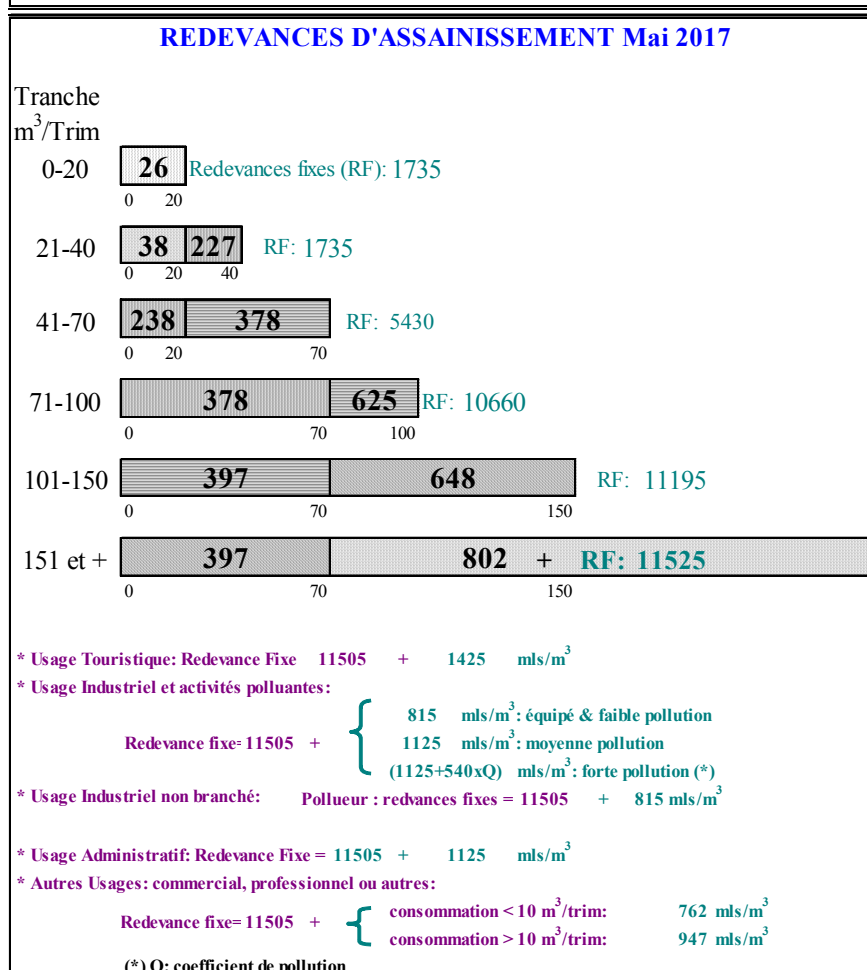 REDEVANCES D'ASSAINISSEMENT Mai 2017
Tranche
m³/Trim
0-20 26 Redevances fixes (RF): 1735
0 20
21-40 38 227 RF: 1735
0 20 40
41-70 238 378 RF: 5430
0 20 70
71-100 378 625 RF: 10660
0 70 100
101-150 397 648 RF: 11195
0 70 150
151 et + 397 802 + RF: 11525
0 70 150
* Usage Touristique: Redevance Fixe 11505 + 1425 mls/m³
* Usage Industriel et activités polluantes:
815 mls/m³: équipé & faible pollution
Redevance fixe= 11505 + 1125 mls/m³: moyenne pollution
(1125+540xQ) mls/m³: forte pollution (*)
* Usage Industriel non branché: Pollueur : redvances fixes = 11505 + 815 mls/m³
* Usage Administratif: Redevance Fixe = 11505 + 1125 mls/m³
* Autres Usages: commercial, professionnel ou autres:
consommation < 10 m³/trim: 762 mls/m³
Redevance fixe= 11505 + consommation > 10 m³/trim: 947 mls/m³
(*) Q: coefficient de pollution